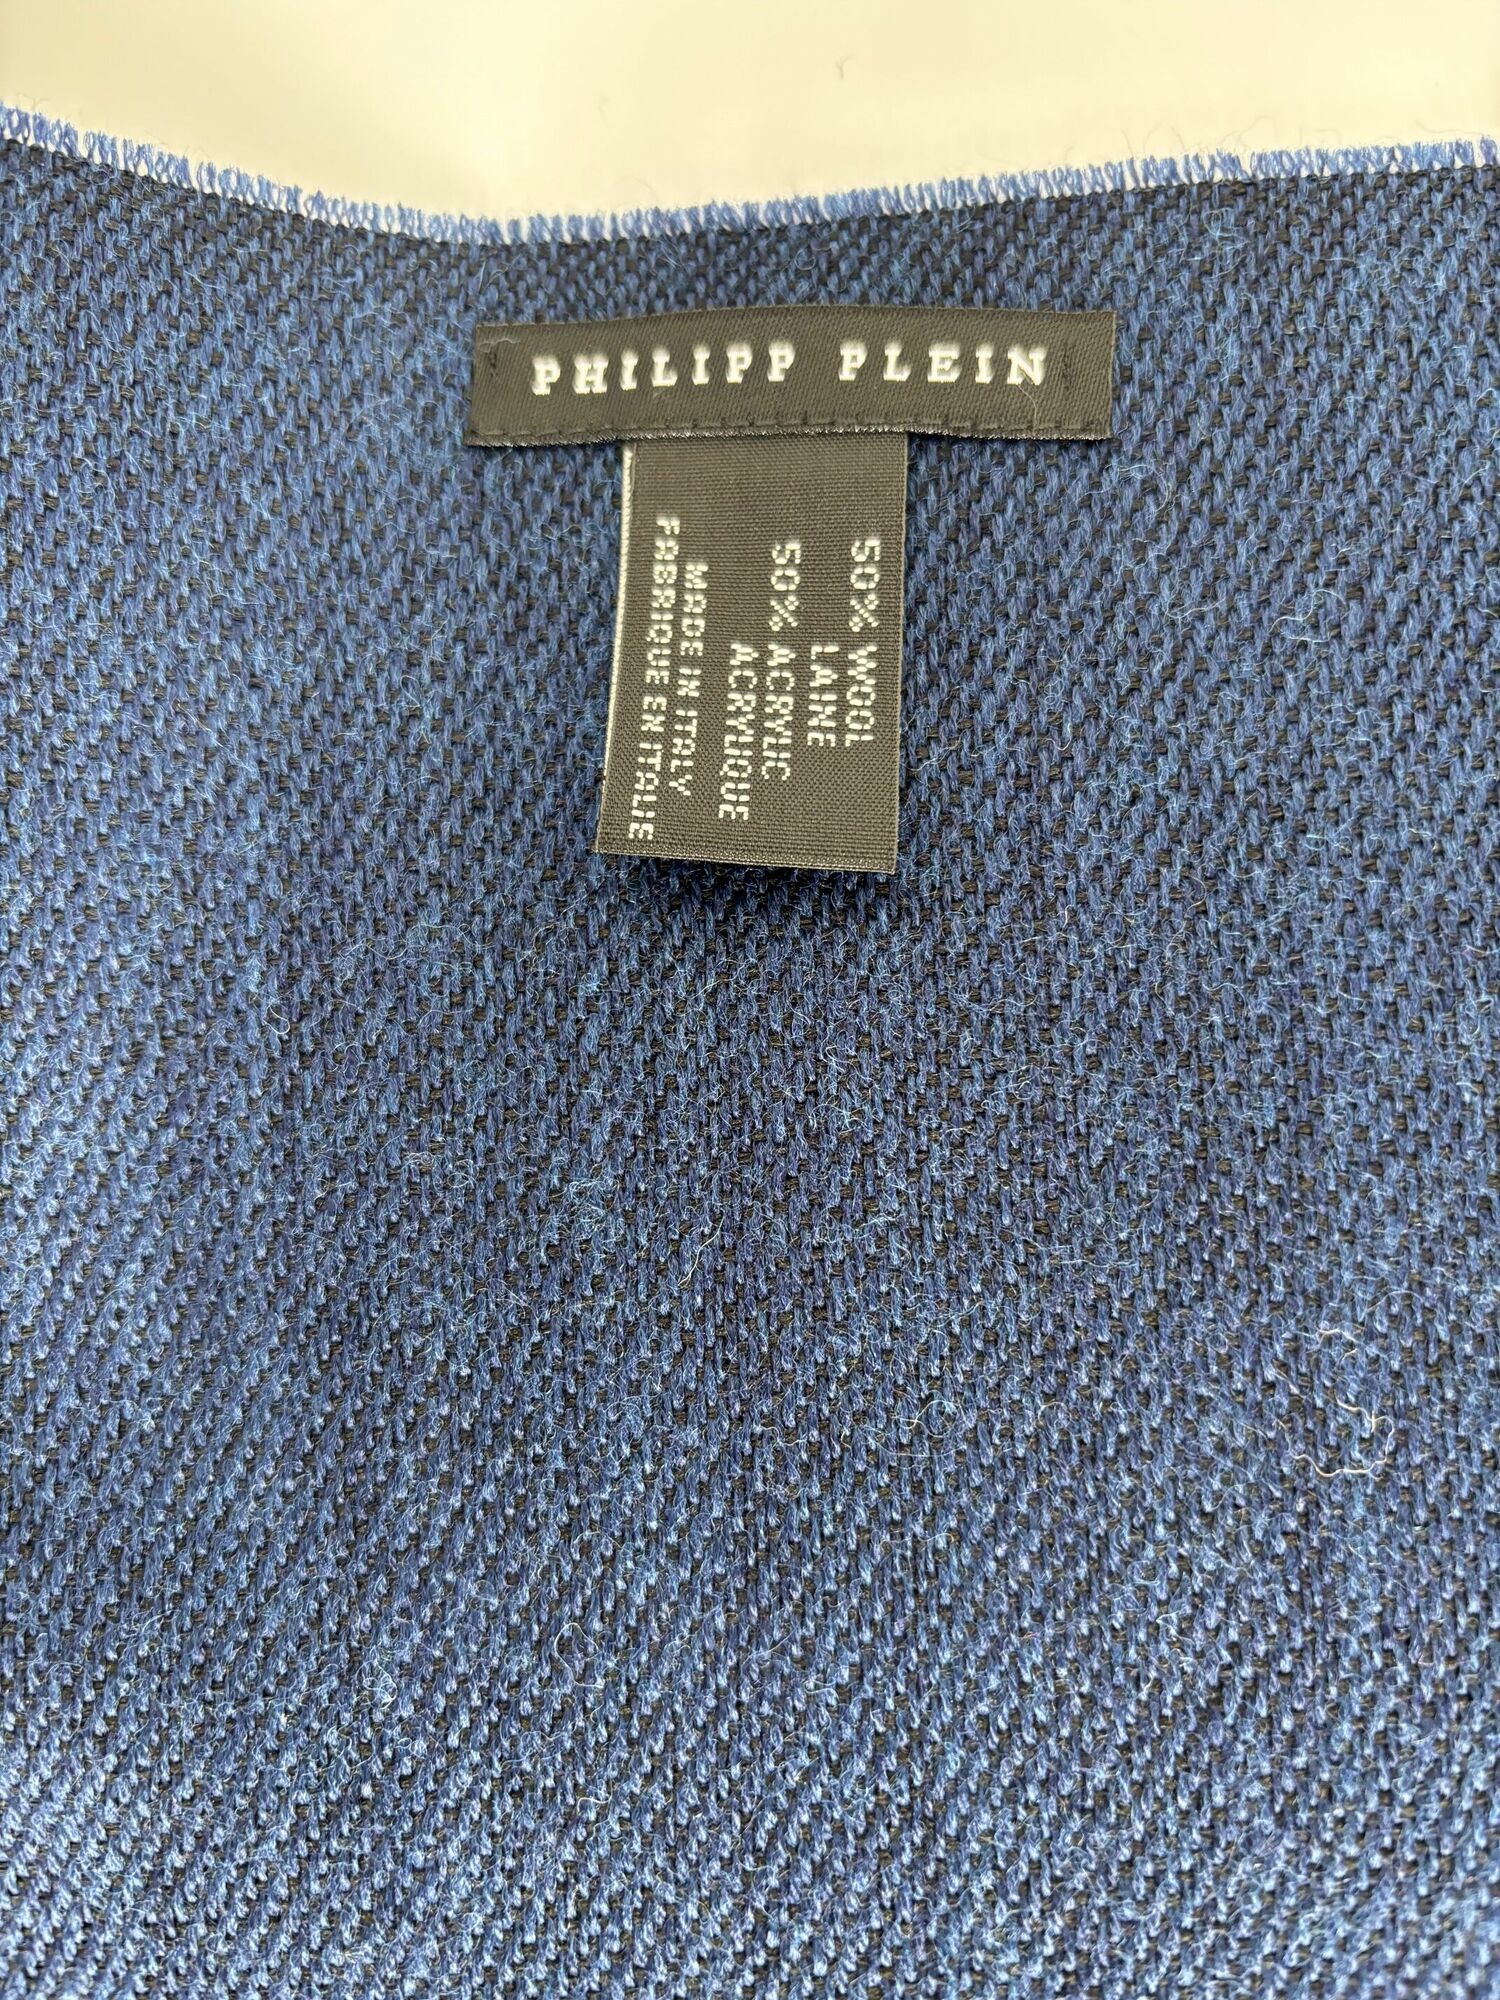 PHILIPP PLEIN
50% WOOL
LAINE
50% ACRYLIC
ACRYLIQUE
MADE IN ITALY
FABRIQUE EN ITALIE